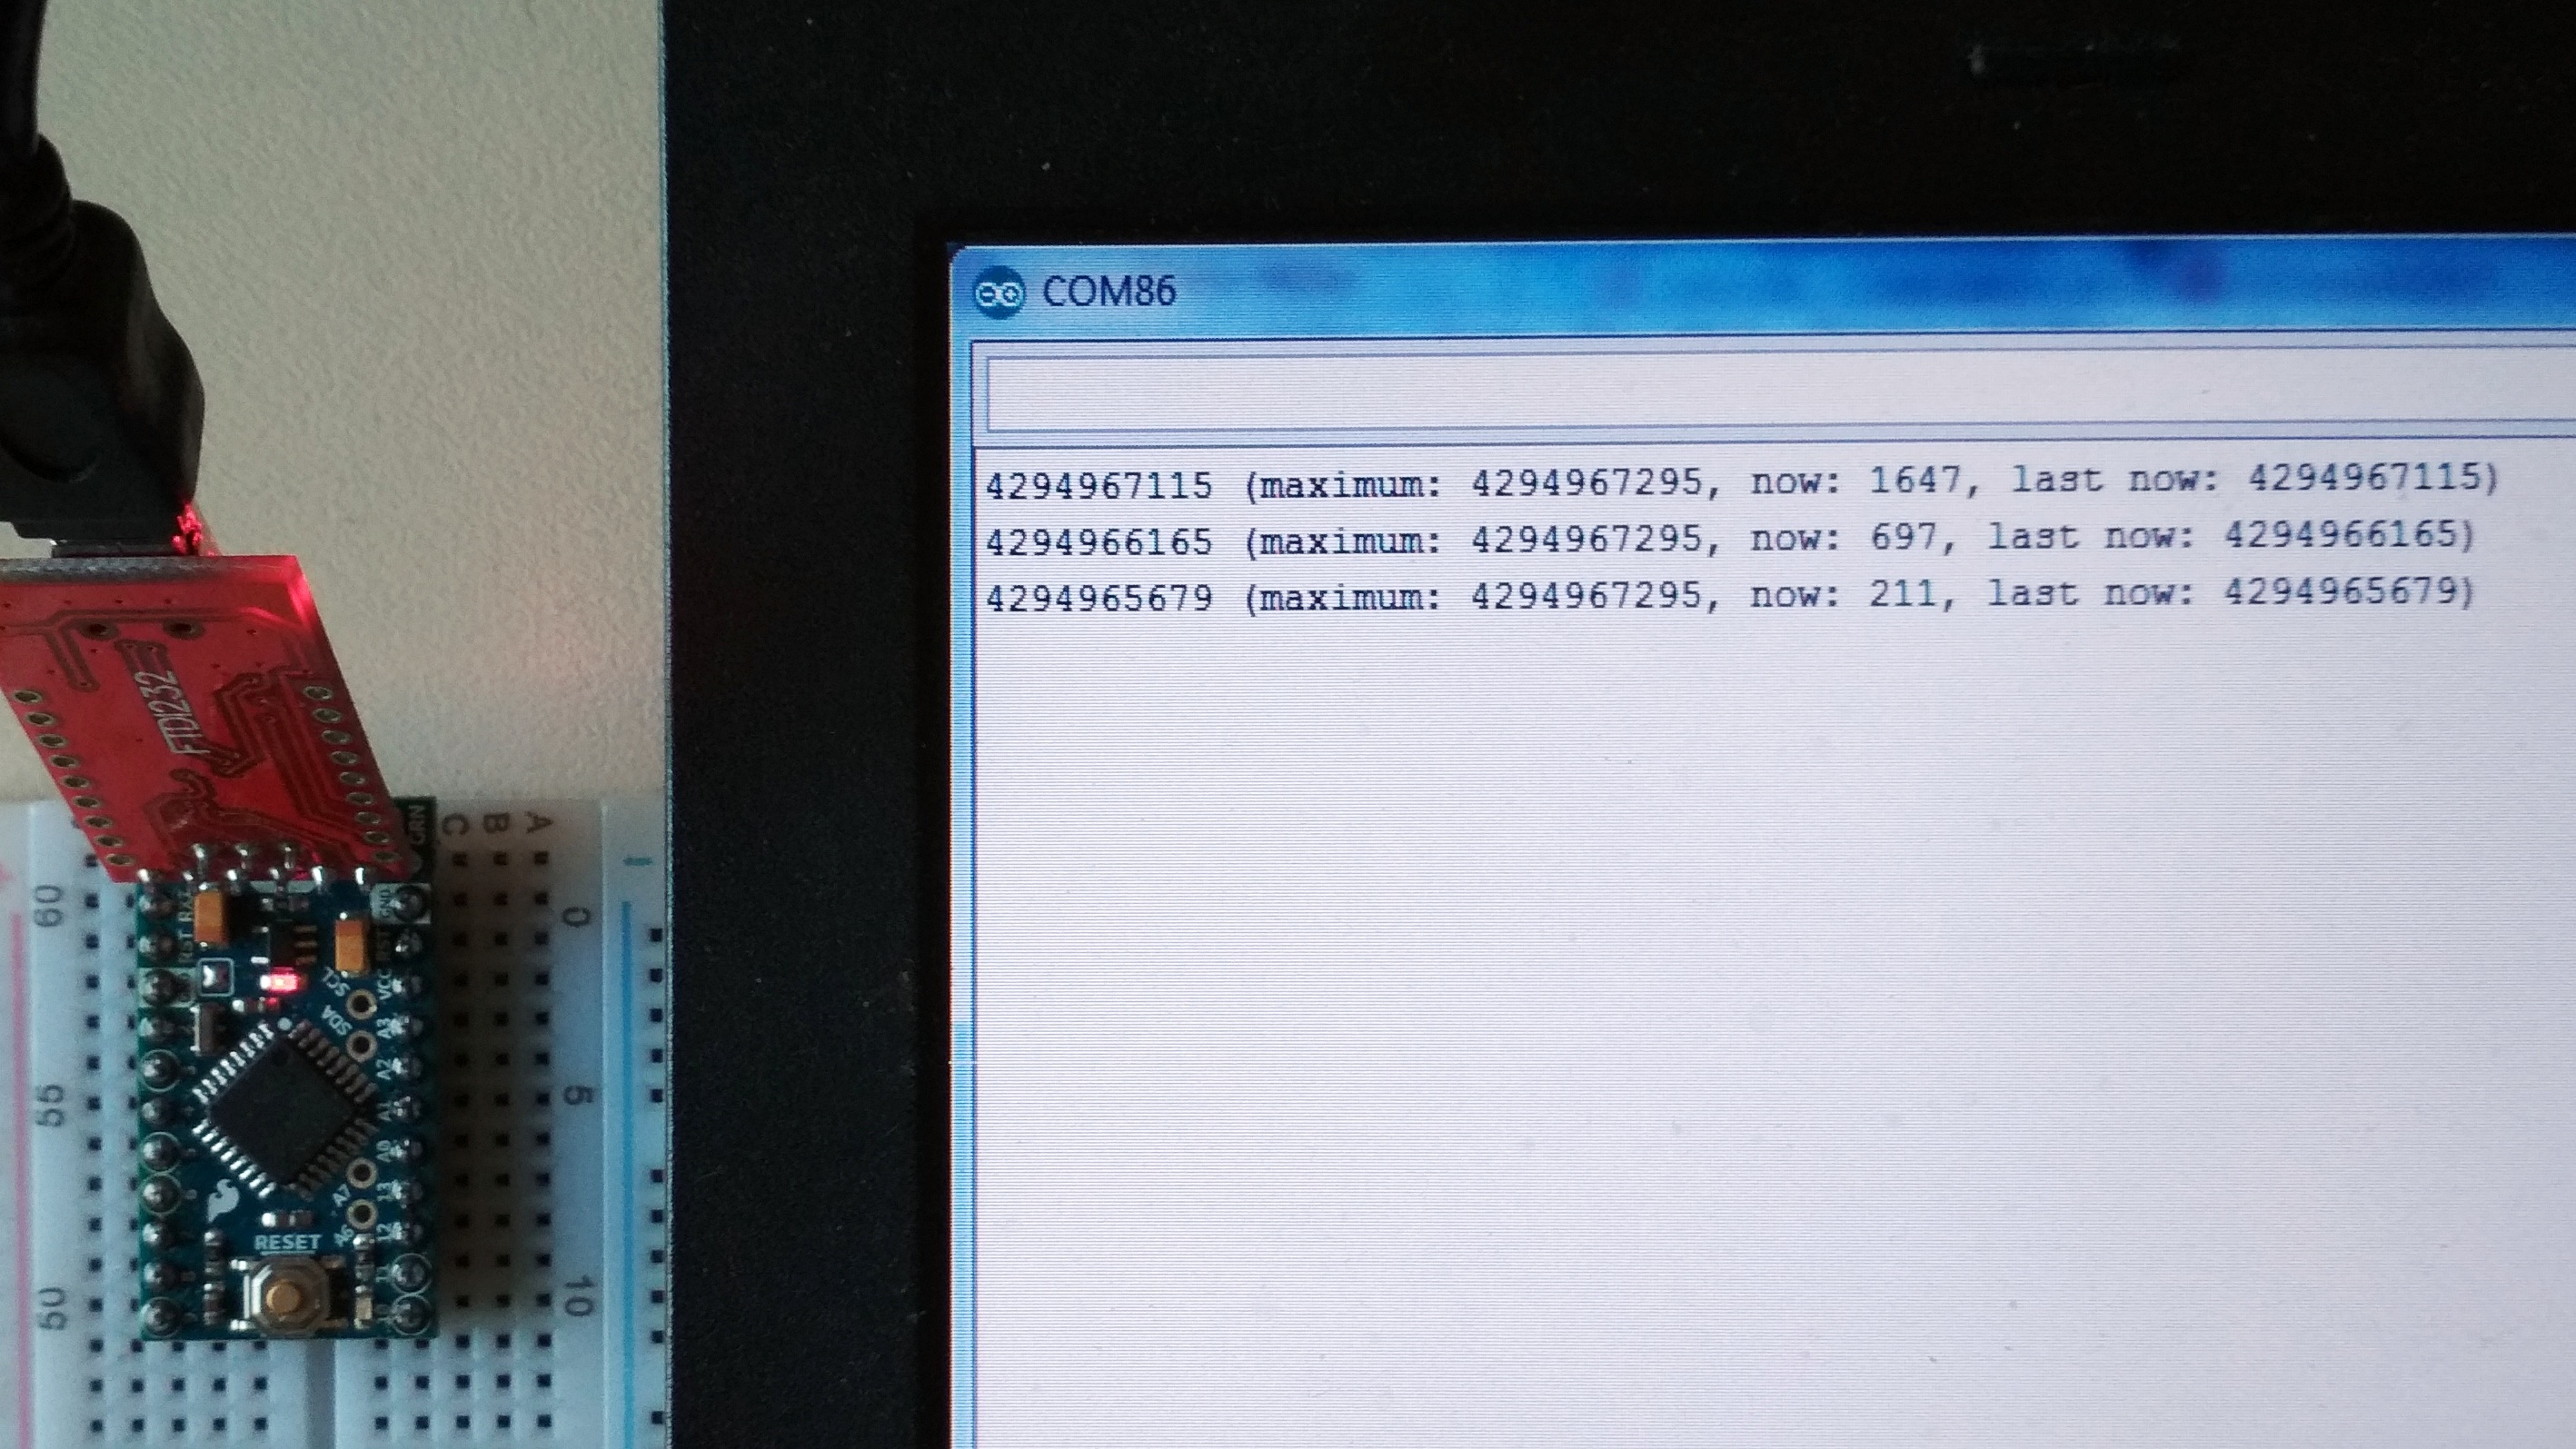 COM86
4294967115 (maximum: 4294967295, now: 1647, last now: 4294967115)
4294966165 (maximum: 4294967295, now: 697, last now: 4294966165)
4294965679 (maximum: 4294967295, now: 211, last now: 4294965679)
FTDI232
GRN
C B A
60
55
50
0
5
10
RST
GND
RST
VCC
SCL
SDA
A3
A2
A1
A0
A7
A6
13
12
11
10
RESET